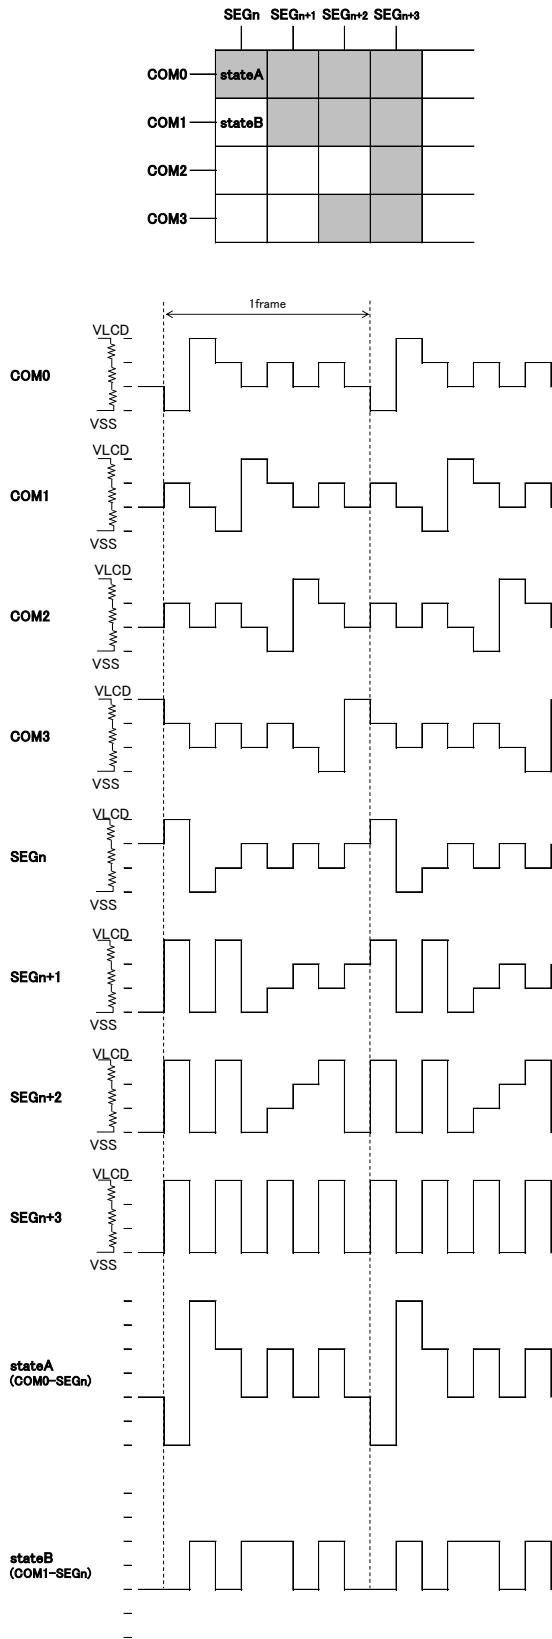 SEGn SEGn+1 SEGn+2 SEGn+3
COM0 stateA
COM1 stateB
COM2
COM3
1frame
VLCD
COM0
VSS
VLCD
COM1
VSS
VLCD
COM2
VSS
VLCD
COM3
VSS
VLCD
SEGn
VSS
VLCD
SEGn+1
VSS
VLCD
SEGn+2
VSS
VLCD
SEGn+3
VSS
stateA
(COM0-SEGn)
stateB
(COM1-SEGn)